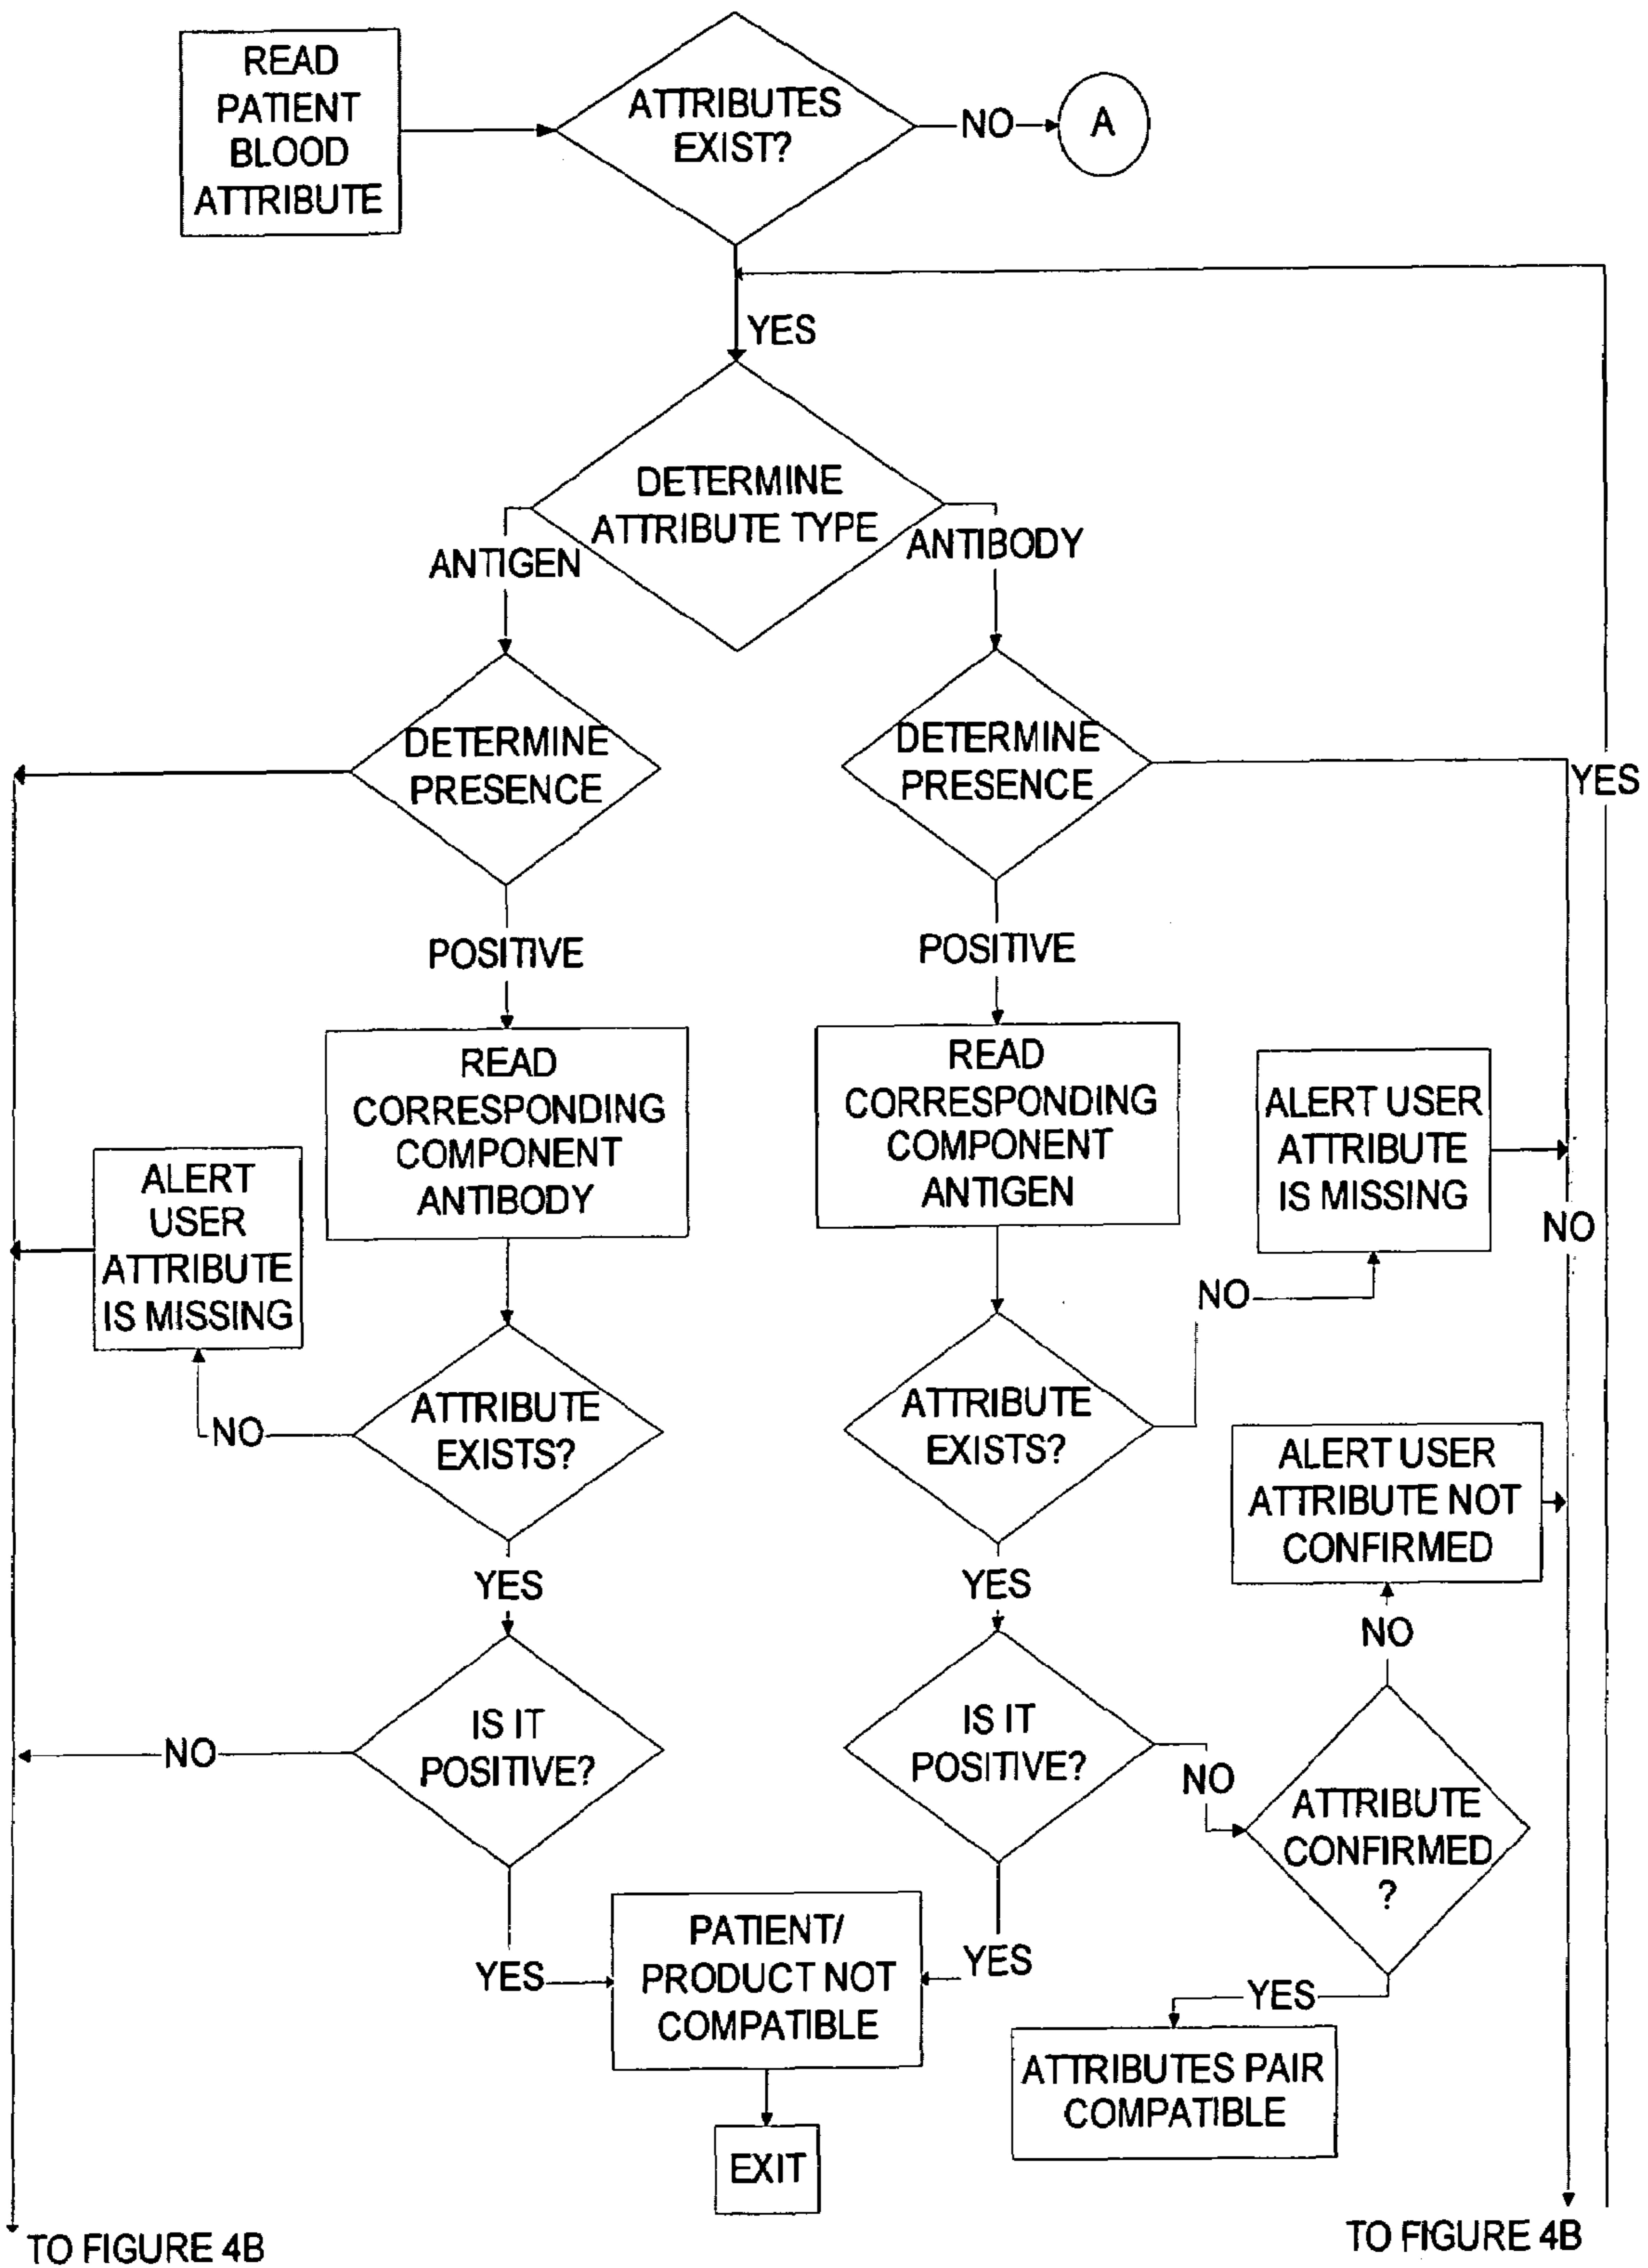 READ
PATIENT
BLOOD
ATTRIBUTE
ATTRIBUTES
EXIST?
NO
A
YES
DETERMINE
ATTRIBUTE TYPE
ANTIGEN
ANTIBODY
DETERMINE
PRESENCE
DETERMINE
PRESENCE
YES
POSITIVE
POSITIVE
READ
CORRESPONDING
COMPONENT
ANTIBODY
READ
CORRESPONDING
COMPONENT
ANTIGEN
ALERT USER
ATTRIBUTE
IS MISSING
ALERT
USER
ATTRIBUTE
IS MISSING
NO
NO
ATTRIBUTE
EXISTS?
NO
ATTRIBUTE
EXISTS?
ALERT USER
ATTRIBUTE NOT
CONFIRMED
YES
YES
NO
IS IT
POSITIVE?
NO
IS IT
POSITIVE?
NO
ATTRIBUTE
CONFIRMED
?
YES
PATIENT/
PRODUCT NOT
COMPATIBLE
YES
YES
ATTRIBUTES PAIR
COMPATIBLE
EXIT
TO FIGURE 4B
TO FIGURE 4B